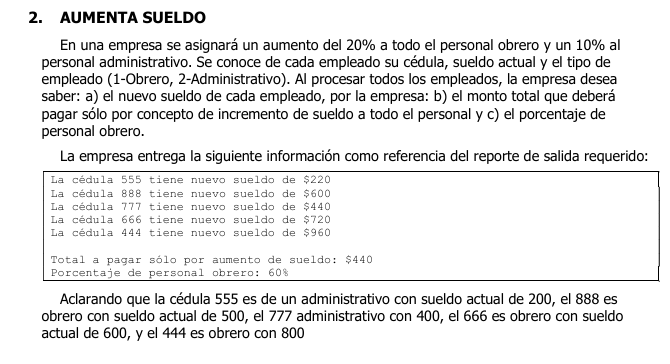 2. AUMENTA SUELDO
En una empresa se asignará un aumento del 20% a todo el personal obrero y un 10% al
personal administrativo. Se conoce de cada empleado su cédula, sueldo actual y el tipo de
empleado (1-Obrero, 2-Administrativo). Al procesar todos los empleados, la empresa desea
saber: a) el nuevo sueldo de cada empleado, por la empresa: b) el monto total que deberá
pagar sólo por concepto de incremento de sueldo a todo el personal y c) el porcentaje de
personal obrero.
La empresa entrega la siguiente información como referencia del reporte de salida requerido:
La cédula 555 tiene nuevo sueldo de $220
La cédula 888 tiene nuevo sueldo de $600
La cédula 777 tiene nuevo sueldo de $440
La cédula 666 tiene nuevo sueldo de $720
La cédula 444 tiene nuevo sueldo de $960
Total a pagar sólo por aumento de sueldo: $440
Porcentaje de personal obrero: 60%
Aclarando que la cédula 555 es de un administrativo con sueldo actual de 200, el 888 es
obrero con sueldo actual de 500, el 777 administrativo con 400, el 666 es obrero con sueldo
actual de 600, y el 444 es obrero con 800